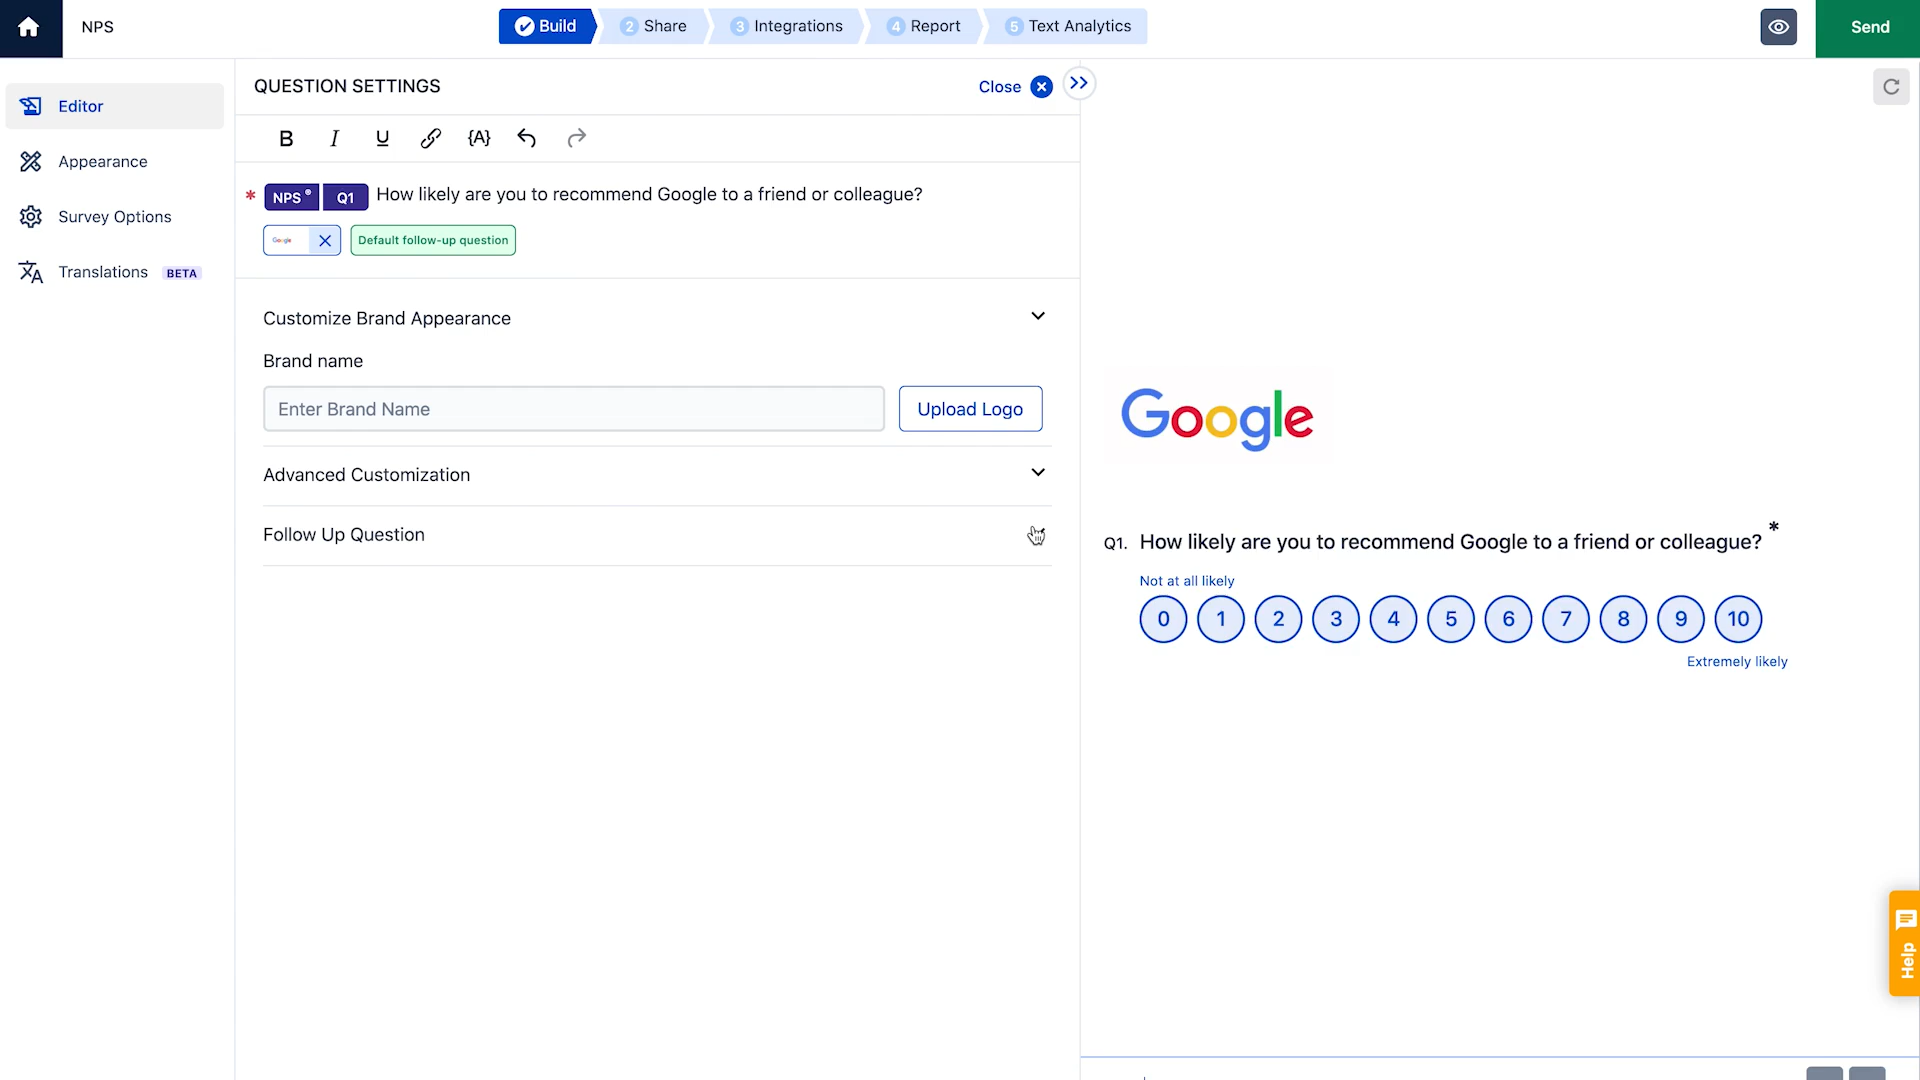 NPS
Build
2 Share
3 Integrations
4 Report
5 Text Analytics
Send
Editor
Appearance
Survey Options
Translations BETA
QUESTION SETTINGS
Close
B I U {A}
* NPS® Q1 How likely are you to recommend Google to a friend or colleague?
Google
Default follow-up question
Customize Brand Appearance
Brand name
Enter Brand Name
Upload Logo
Advanced Customization
Follow Up Question
Google
Q1. How likely are you to recommend Google to a friend or colleague? *
Not at all likely
0 1 2 3 4 5 6 7 8 9 10
Extremely likely
Help